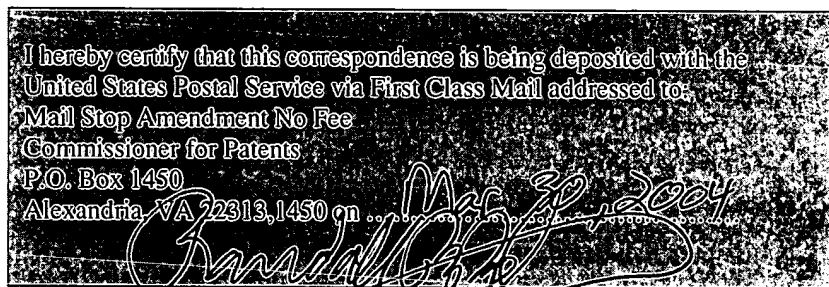 I hereby certify that this correspondence is being deposited with the
United States Postal Service via First Class Mail addressed to:
Mail Stop Amendment No Fee
Commissioner for Patents
P.O. Box 1450
Alexandria, VA 22313,1450 on Mar 30, 2004
Randall